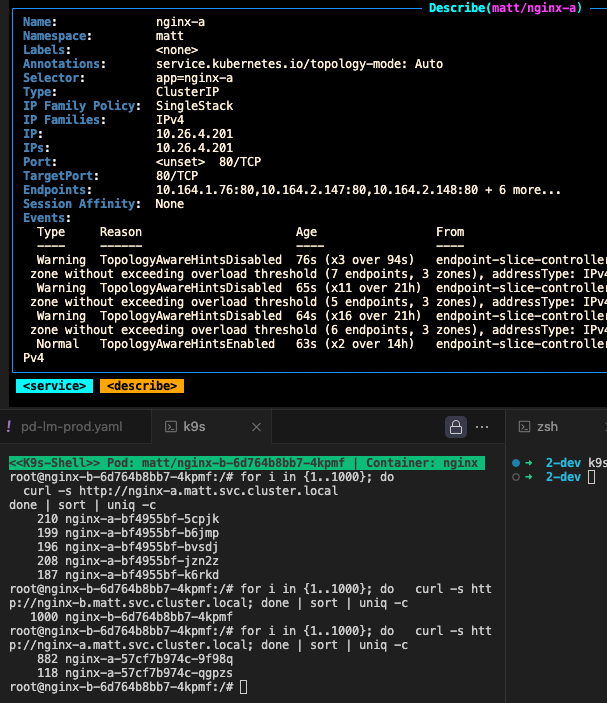 Describe(matt/nginx-a)
Name: nginx-a
Namespace: matt
Labels: <none>
Annotations: service.kubernetes.io/topology-mode: Auto
Selector: app=nginx-a
Type: ClusterIP
IP Family Policy: SingleStack
IP Families: IPv4
IP: 10.26.4.201
IPs: 10.26.4.201
Port: <unset> 80/TCP
TargetPort: 80/TCP
Endpoints: 10.164.1.76:80,10.164.2.147:80,10.164.2.148:80 + 6 more...
Session Affinity: None
Events:
Type Reason Age From
---- ------ ---- ----
Warning TopologyAwareHintsDisabled 76s (x3 over 94s) endpoint-slice-controller
zone without exceeding overload threshold (7 endpoints, 3 zones), addressType: IPv4
Warning TopologyAwareHintsDisabled 65s (x11 over 21h) endpoint-slice-controller
zone without exceeding overload threshold (5 endpoints, 3 zones), addressType: IPv4
Warning TopologyAwareHintsDisabled 64s (x16 over 21h) endpoint-slice-controller
zone without exceeding overload threshold (6 endpoints, 3 zones), addressType: IPv4
Normal TopologyAwareHintsEnabled 63s (x2 over 14h) endpoint-slice-controller
Pv4
<service> <describe>
! pd-lm-prod.yaml k9s zsh
<<K9s-Shell>> Pod: matt/nginx-b-6d764b8bb7-4kpmf | Container: nginx
root@nginx-b-6d764b8bb7-4kpmf:/# for i in {1..1000}; do
curl -s http://nginx-a.matt.svc.cluster.local
done | sort | uniq -c
210 nginx-a-bf4955bf-5cpjk
199 nginx-a-bf4955bf-b6jmp
196 nginx-a-bf4955bf-bvsdj
208 nginx-a-bf4955bf-jzn2z
187 nginx-a-bf4955bf-k6rkd
root@nginx-b-6d764b8bb7-4kpmf:/# for i in {1..1000}; do curl -s htt
p://nginx-b.matt.svc.cluster.local; done | sort | uniq -c
1000 nginx-b-6d764b8bb7-4kpmf
root@nginx-b-6d764b8bb7-4kpmf:/# for i in {1..1000}; do curl -s htt
p://nginx-a.matt.svc.cluster.local; done | sort | uniq -c
882 nginx-a-57cf7b974c-9f98q
118 nginx-a-57cf7b974c-qgpzs
root@nginx-b-6d764b8bb7-4kpmf:/#
➜ 2-dev k9s
➜ 2-dev